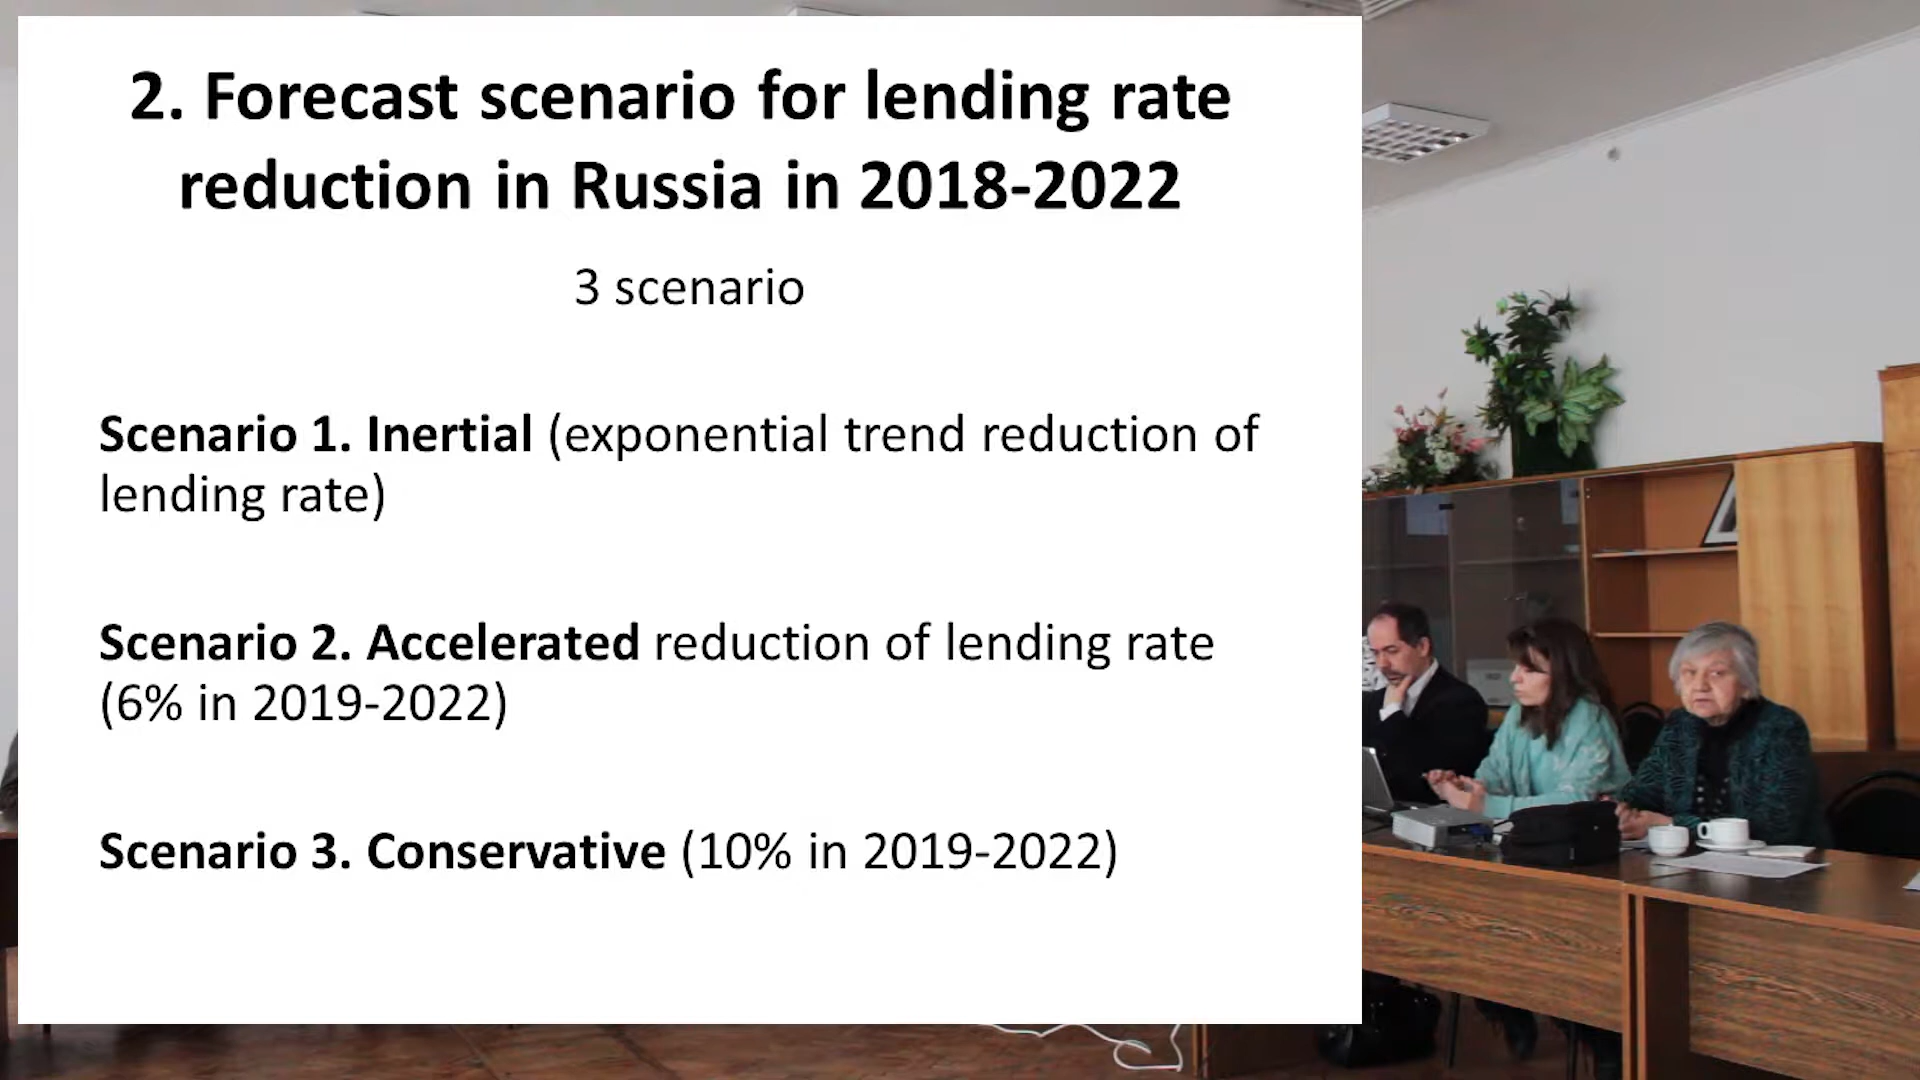 2. Forecast scenario for lending rate
reduction in Russia in 2018-2022
3 scenario
Scenario 1. Inertial (exponential trend reduction of
lending rate)
Scenario 2. Accelerated reduction of lending rate
(6% in 2019-2022)
Scenario 3. Conservative (10% in 2019-2022)